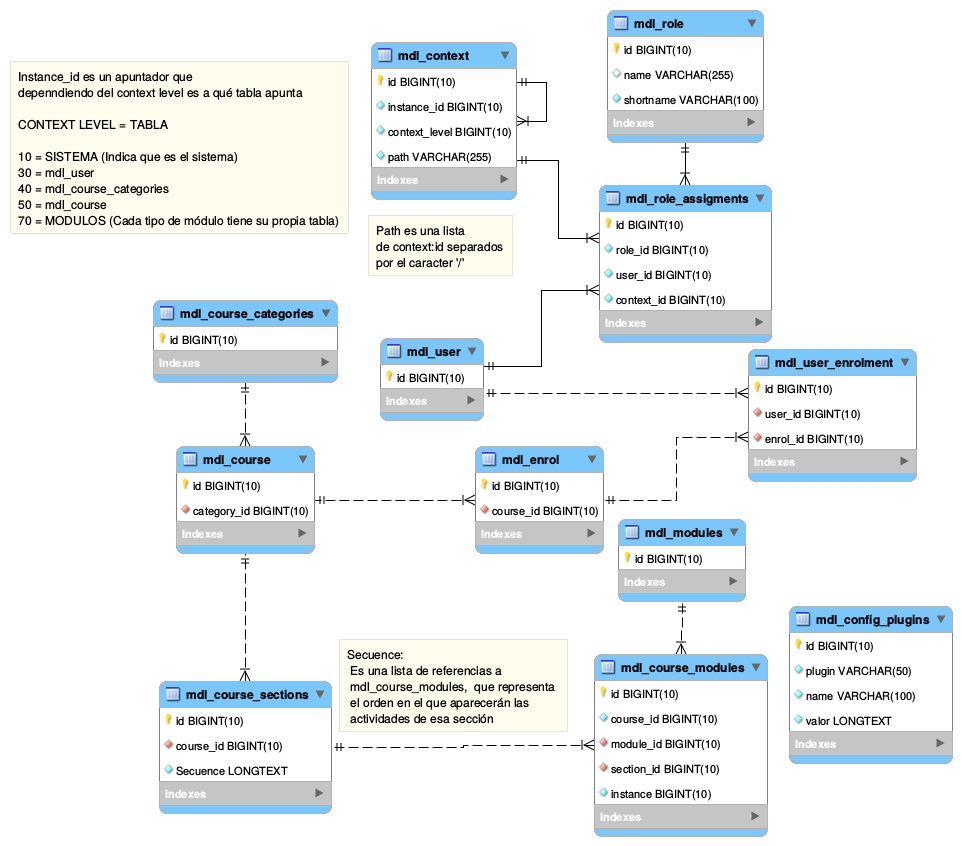 Instance_id es un apuntador que
depenndiendo del context level es a qué tabla apunta
CONTEXT LEVEL = TABLA
10 = SISTEMA (Indica que es el sistema)
30 = mdl_user
40 = mdl_course_categories
50 = mdl_course
70 = MODULOS (Cada tipo de módulo tiene su propia tabla)
mdl_context
id BIGINT(10)
instance_id BIGINT(10)
context_level BIGINT(10)
path VARCHAR(255)
Indexes
mdl_role
id BIGINT(10)
name VARCHAR(255)
shortname VARCHAR(100)
Indexes
Path es una lista
de context:id separados
por el caracter '/'
mdl_role_assigments
id BIGINT(10)
role_id BIGINT(10)
user_id BIGINT(10)
context_id BIGINT(10)
Indexes
mdl_course_categories
id BIGINT(10)
Indexes
mdl_user
id BIGINT(10)
Indexes
mdl_user_enrolment
id BIGINT(10)
user_id BIGINT(10)
enrol_id BIGINT(10)
Indexes
mdl_course
id BIGINT(10)
category_id BIGINT(10)
Indexes
mdl_enrol
id BIGINT(10)
course_id BIGINT(10)
Indexes
mdl_modules
id BIGINT(10)
Indexes
mdl_config_plugins
id BIGINT(10)
plugin VARCHAR(50)
name VARCHAR(100)
valor LONGTEXT
Indexes
Secuence:
Es una lista de referencias a
mdl_course_modules, que representa
el orden en el que aparecerán las
actividades de esa sección
mdl_course_sections
id BIGINT(10)
course_id BIGINT(10)
Secuence LONGTEXT
Indexes
mdl_course_modules
id BIGINT(10)
course_id BIGINT(10)
module_id BIGINT(10)
section_id BIGINT(10)
instance BIGINT(10)
Indexes